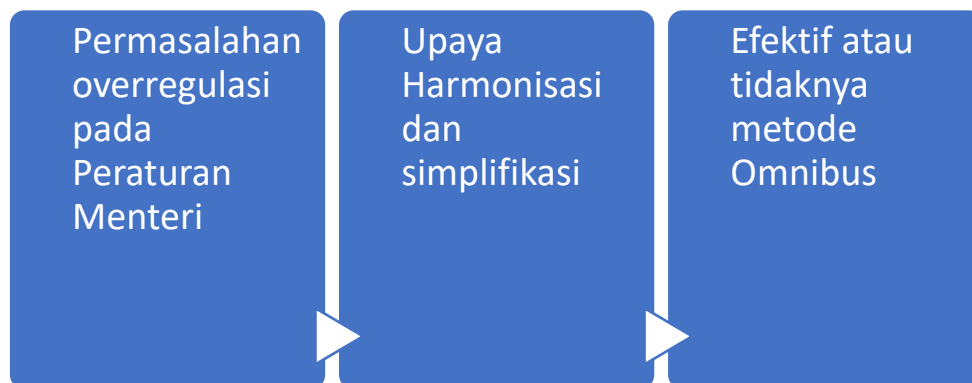 Permasalahan
overregulasi
pada
Peraturan
Menteri
Upaya
Harmonisasi
dan
simplifikasi
Efektif atau
tidaknya
metode
Omnibus